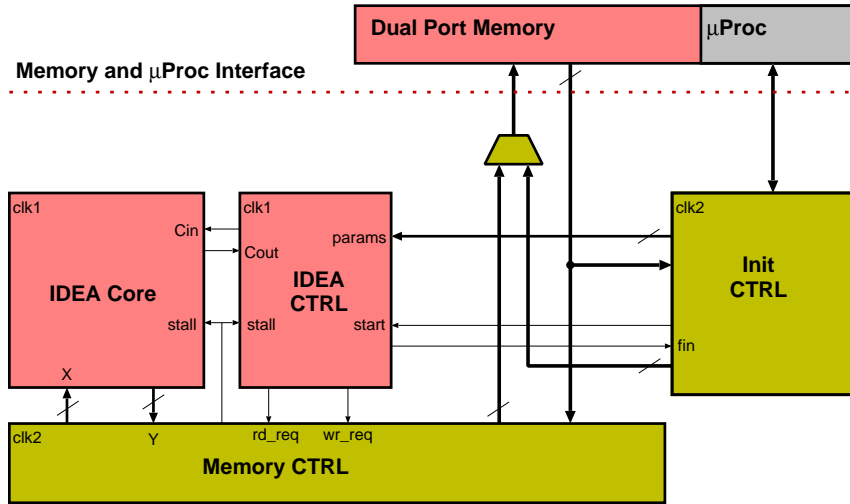 Dual Port Memory
μProc
Memory and μProc Interface
clk1
clk1
clk2
Cin
params
Cout
IDEA Core
IDEA
CTRL
Init
CTRL
stall
stall
start
fin
X
clk2
Y
rd_req
wr_req
Memory CTRL